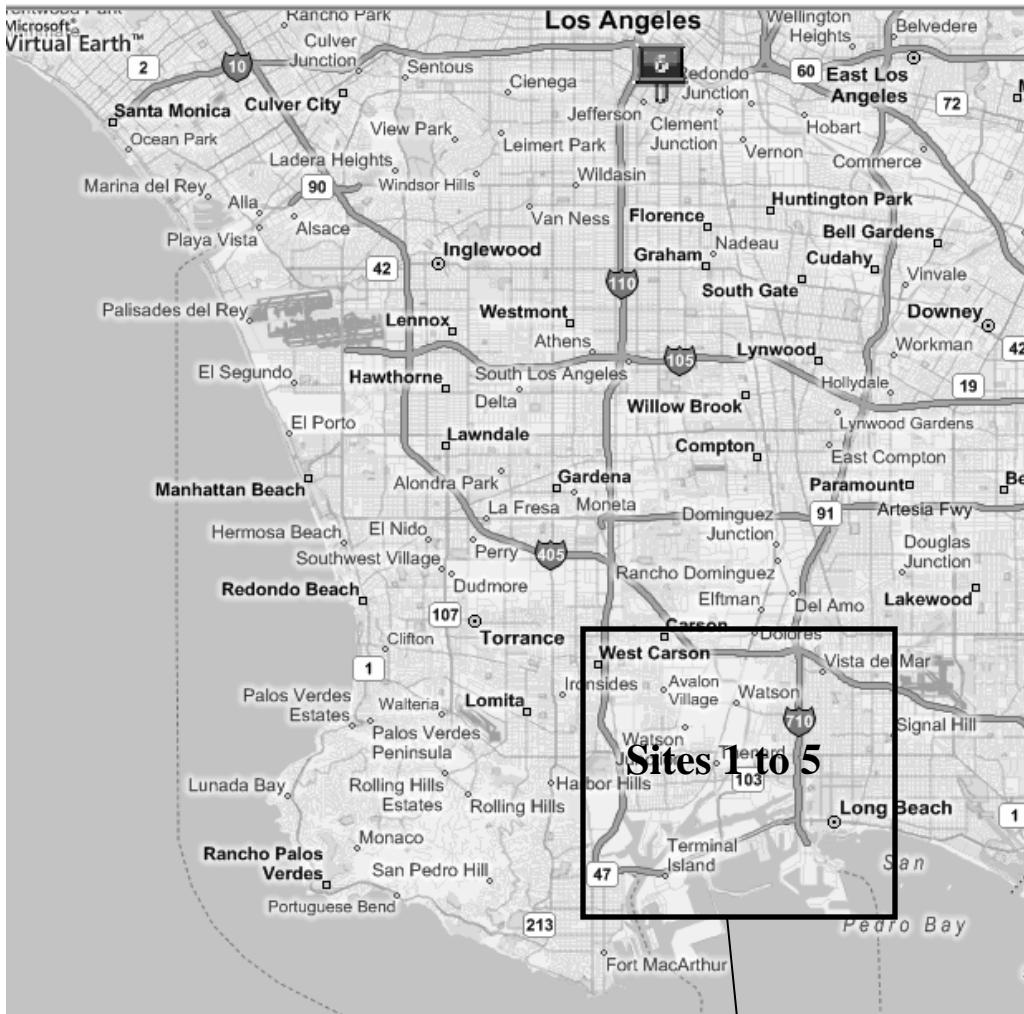 Rancho Park
Los Angeles
Wellington
Heights
Belvedere
Microsoft®
Virtual Earth™
Culver
Junction
2
10
Sentous
Cienega
Redondo
Junction
60
East Los
Angeles
72
Santa Monica
Culver City
Jefferson
Clement
Junction
Hobart
Ocean Park
View Park
Leimert Park
Vernon
Commerce
Ladera Heights
Windsor Hills
Wildasin
Marina del Rey
90
Alla
Alsace
Van Ness
Florence
Huntington Park
Playa Vista
Bell Gardens
Inglewood
Nadeau
Graham
Cudahy
42
110
South Gate
Vinvale
Palisades del Rey
Lennox
Westmont
Downey
Athens
105
Lynwood
Workman
42
El Segundo
Hawthorne
South Los Angeles
Hollydale
19
Delta
Willow Brook
El Porto
Lynwood Gardens
Lawndale
Compton
East Compton
Manhattan Beach
Alondra Park
Gardena
Paramount
Be
La Fresa
Moneta
Dominguez
Junction
91
Artesia Fwy
Hermosa Beach
El Nido
Perry
405
Douglas
Junction
Southwest Village
Dudmore
Rancho Dominguez
Redondo Beach
Elftman
Del Amo
Lakewood
107
Torrance
Carson
Dolores
Clifton
1
West Carson
Vista del Mar
Ironsides
Avalon
Village
Watson
Palos Verdes
Estates
Walteria
Lomita
710
Signal Hill
Palos Verdes
Peninsula
Watson
Sites 1 to 5
103
Lunada Bay
Rolling Hills
Estates
Rolling Hills
Harbor Hills
Long Beach
1
Monaco
Terminal
Island
San
Pedro Bay
Rancho Palos
Verdes
San Pedro Hill
47
Portuguese Bend
213
Fort MacArthur